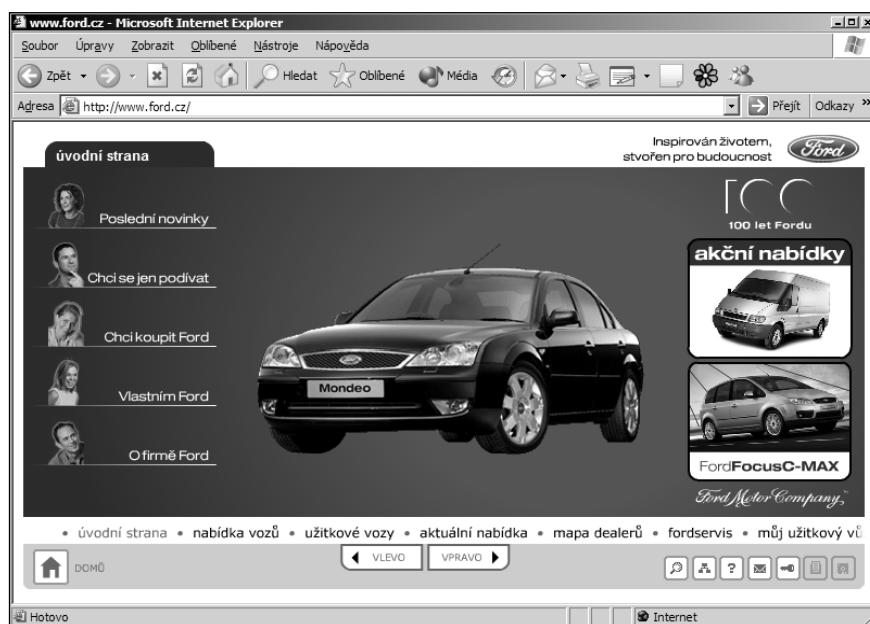 www.ford.cz - Microsoft Internet Explorer
Soubor Úpravy Zobrazit Oblíbené Nástroje Nápověda
Zpět Hledat Oblíbené Média
Adresa http://www.ford.cz/ Přejít Odkazy »
úvodní strana
Inspirován životem,
stvořen pro budoucnost
Ford
Poslední novinky
Chci se jen podívat
Chci koupit Ford
Vlastním Ford
O firmě Ford
Mondeo
100
100 let Fordu
akční nabídky
FordFocusC-MAX
Ford Motor Company
• úvodní strana • nabídka vozů • užitkové vozy • aktuální nabídka • mapa dealerů • fordservis • můj užitkový vů
DOMŮ
VLEVO
VPRAVO
?
Hotovo
Internet